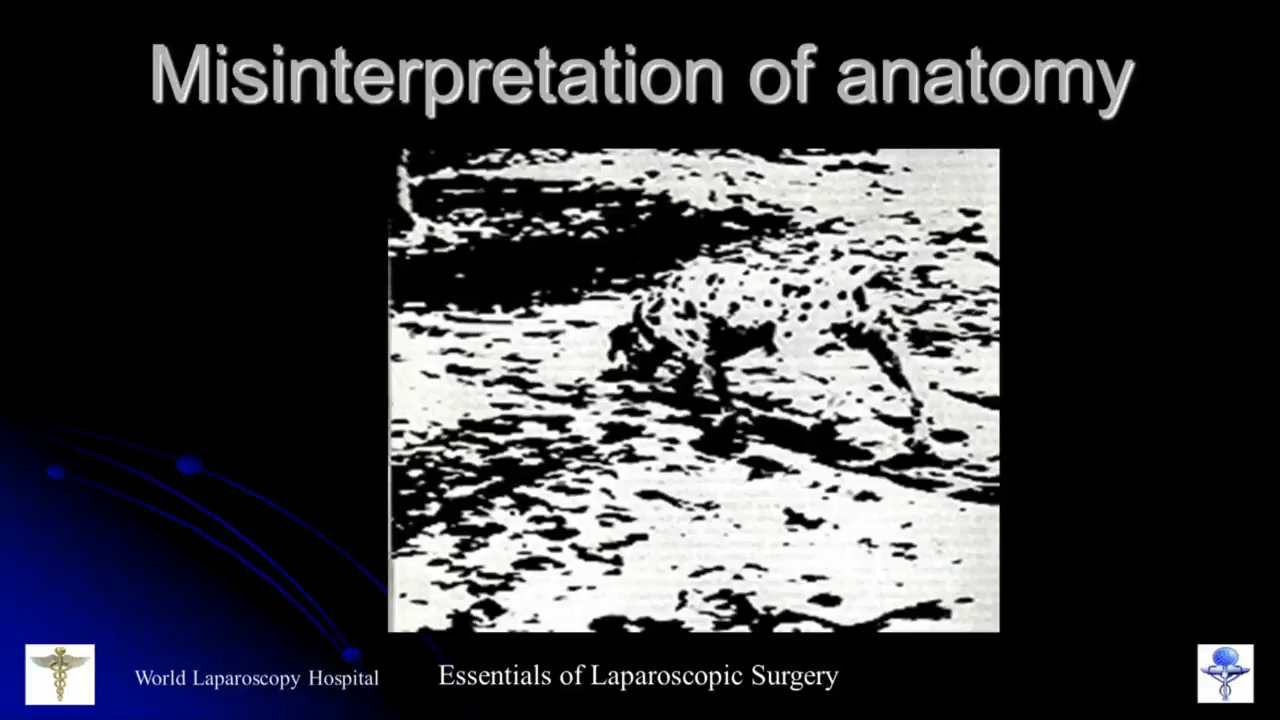 Misinterpretation of anatomy
World Laparoscopy Hospital
Essentials of Laparoscopic Surgery